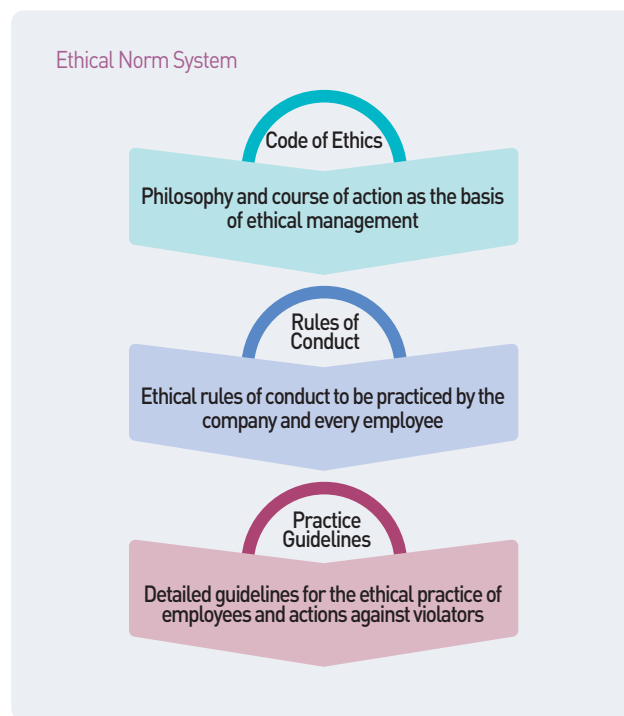 Ethical Norm System
Code of Ethics
Philosophy and course of action as the basis
of ethical management
Rules of
Conduct
Ethical rules of conduct to be practiced by the
company and every employee
Practice
Guidelines
Detailed guidelines for the ethical practice of
employees and actions against violators